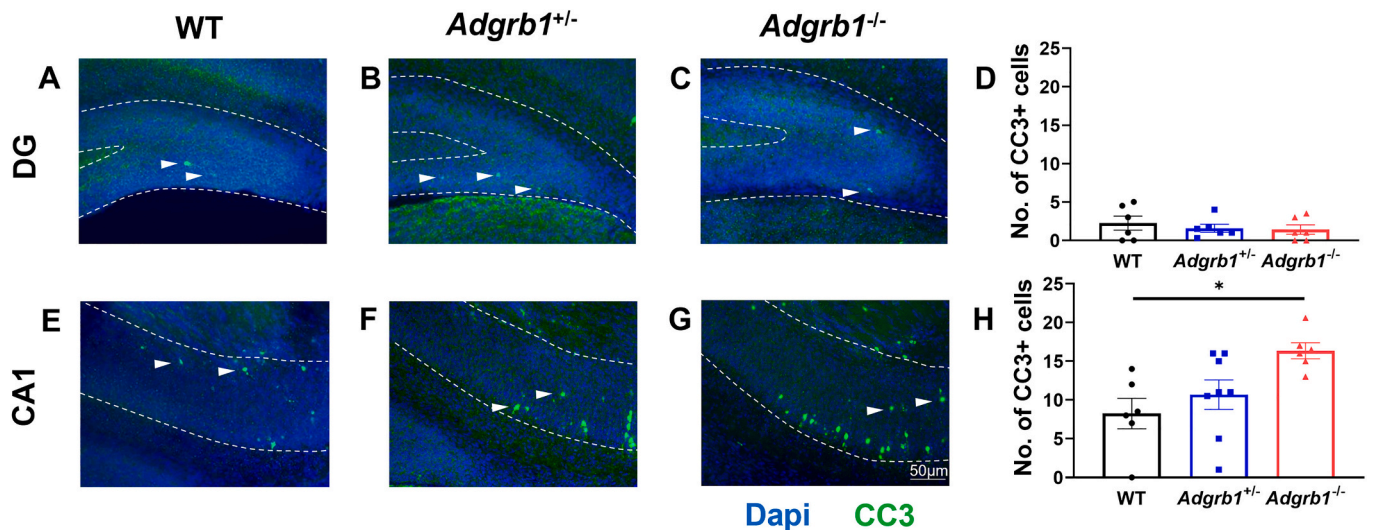 WT
Adgrb1+/-
Adgrb1-/-
DG
A
B
C
D
No. of CC3+ cells
25
20
15
10
5
0
WT
Adgrb1+/-
Adgrb1-/-
CA1
E
F
G
50µm
H
No. of CC3+ cells
25
20
15
10
5
0
*
WT
Adgrb1+/-
Adgrb1-/-
Dapi
CC3